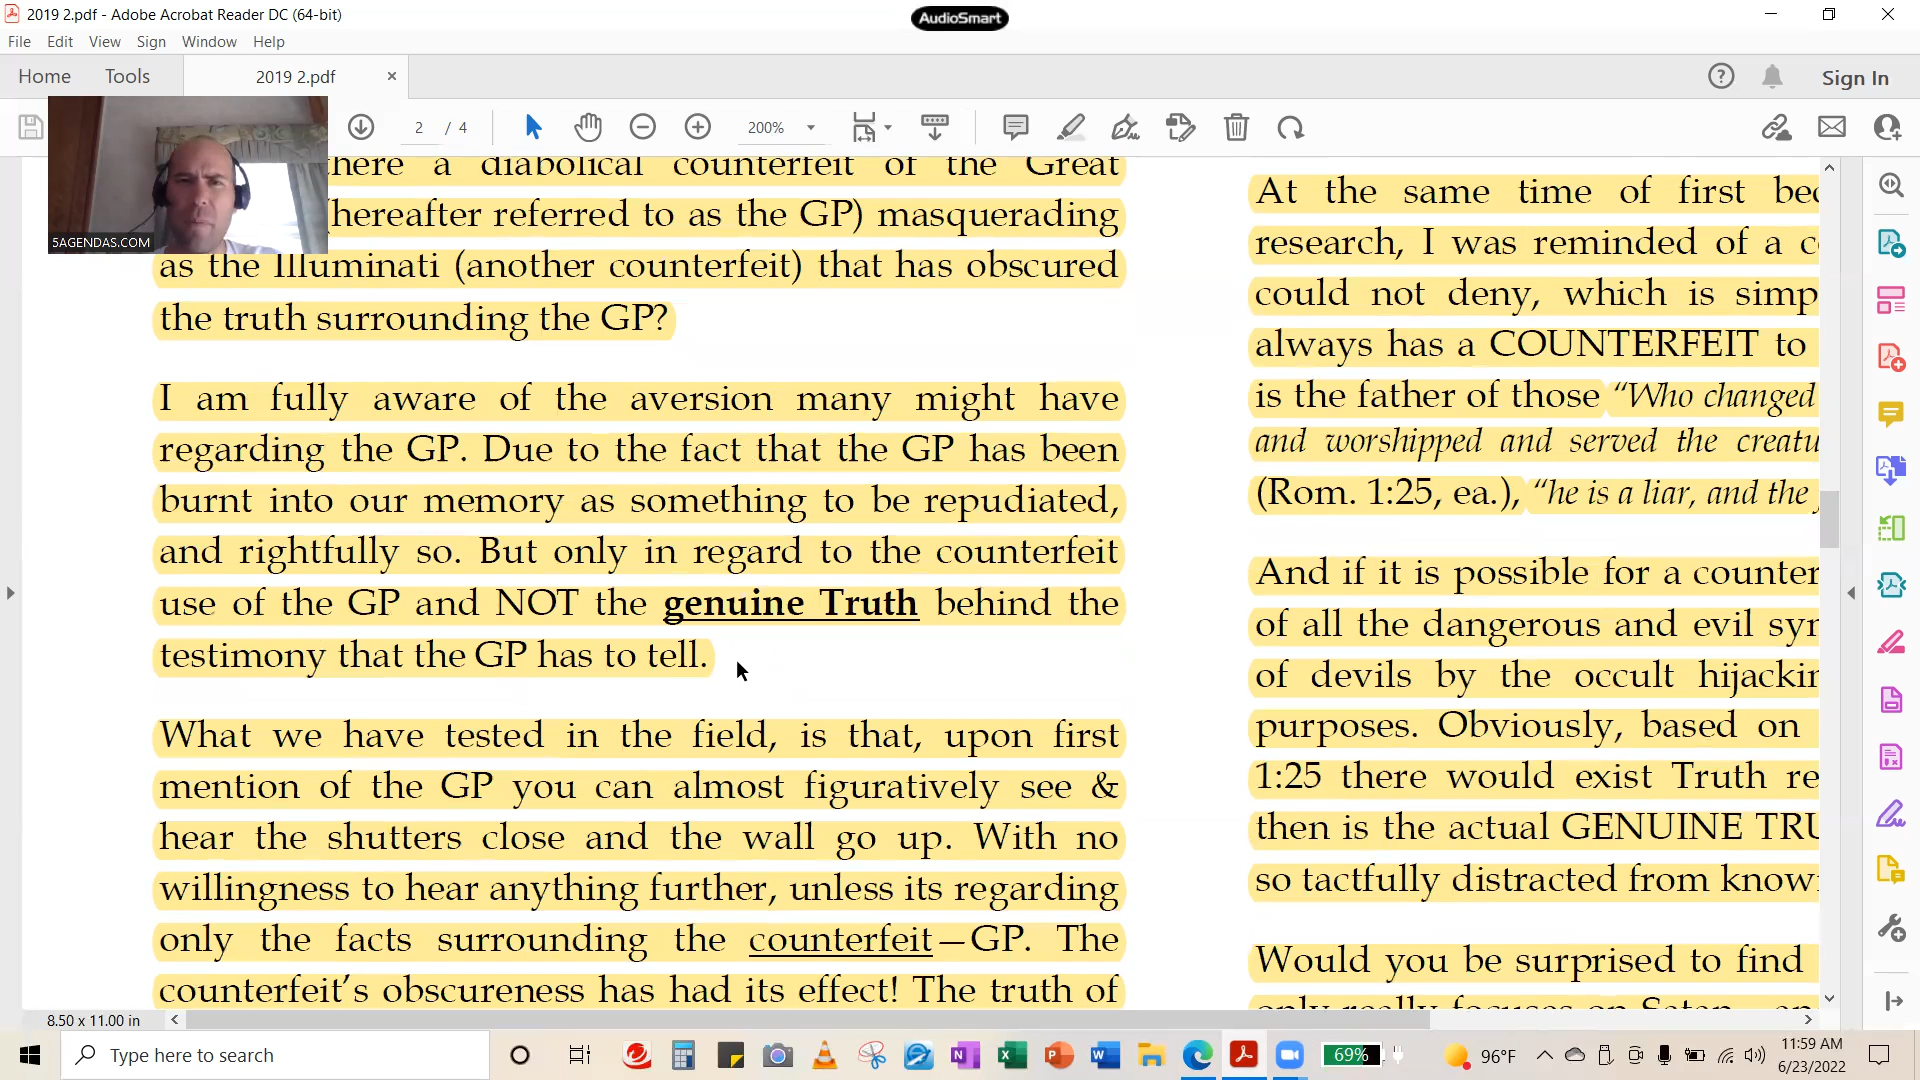 2019 2.pdf - Adobe Acrobat Reader DC (64-bit)
AudioSmart
File Edit View Sign Window Help
Home Tools 2019 2.pdf × Sign In
2 / 4 200%
5AGENDAS.COM
here a diabolical counterfeit of the Great
(hereafter referred to as the GP) masquerading
as the Illuminati (another counterfeit) that has obscured
the truth surrounding the GP?
I am fully aware of the aversion many might have
regarding the GP. Due to the fact that the GP has been
burnt into our memory as something to be repudiated,
and rightfully so. But only in regard to the counterfeit
use of the GP and NOT the genuine Truth behind the
testimony that the GP has to tell.
What we have tested in the field, is that, upon first
mention of the GP you can almost figuratively see &
hear the shutters close and the wall go up. With no
willingness to hear anything further, unless its regarding
only the facts surrounding the counterfeit—GP. The
counterfeit's obscureness has had its effect! The truth of
At the same time of first bec
research, I was reminded of a c
could not deny, which is simp
always has a COUNTERFEIT to
is the father of those "Who changed
and worshipped and served the creatu
(Rom. 1:25, ea.), "he is a liar, and the
And if it is possible for a counter
of all the dangerous and evil syr
of devils by the occult hijackin
purposes. Obviously, based on
1:25 there would exist Truth re
then is the actual GENUINE TRU
so tactfully distracted from know
Would you be surprised to find
only really focuses on Satan
8.50 x 11.00 in
Type here to search
69%
96°F
11:59 AM
6/23/2022